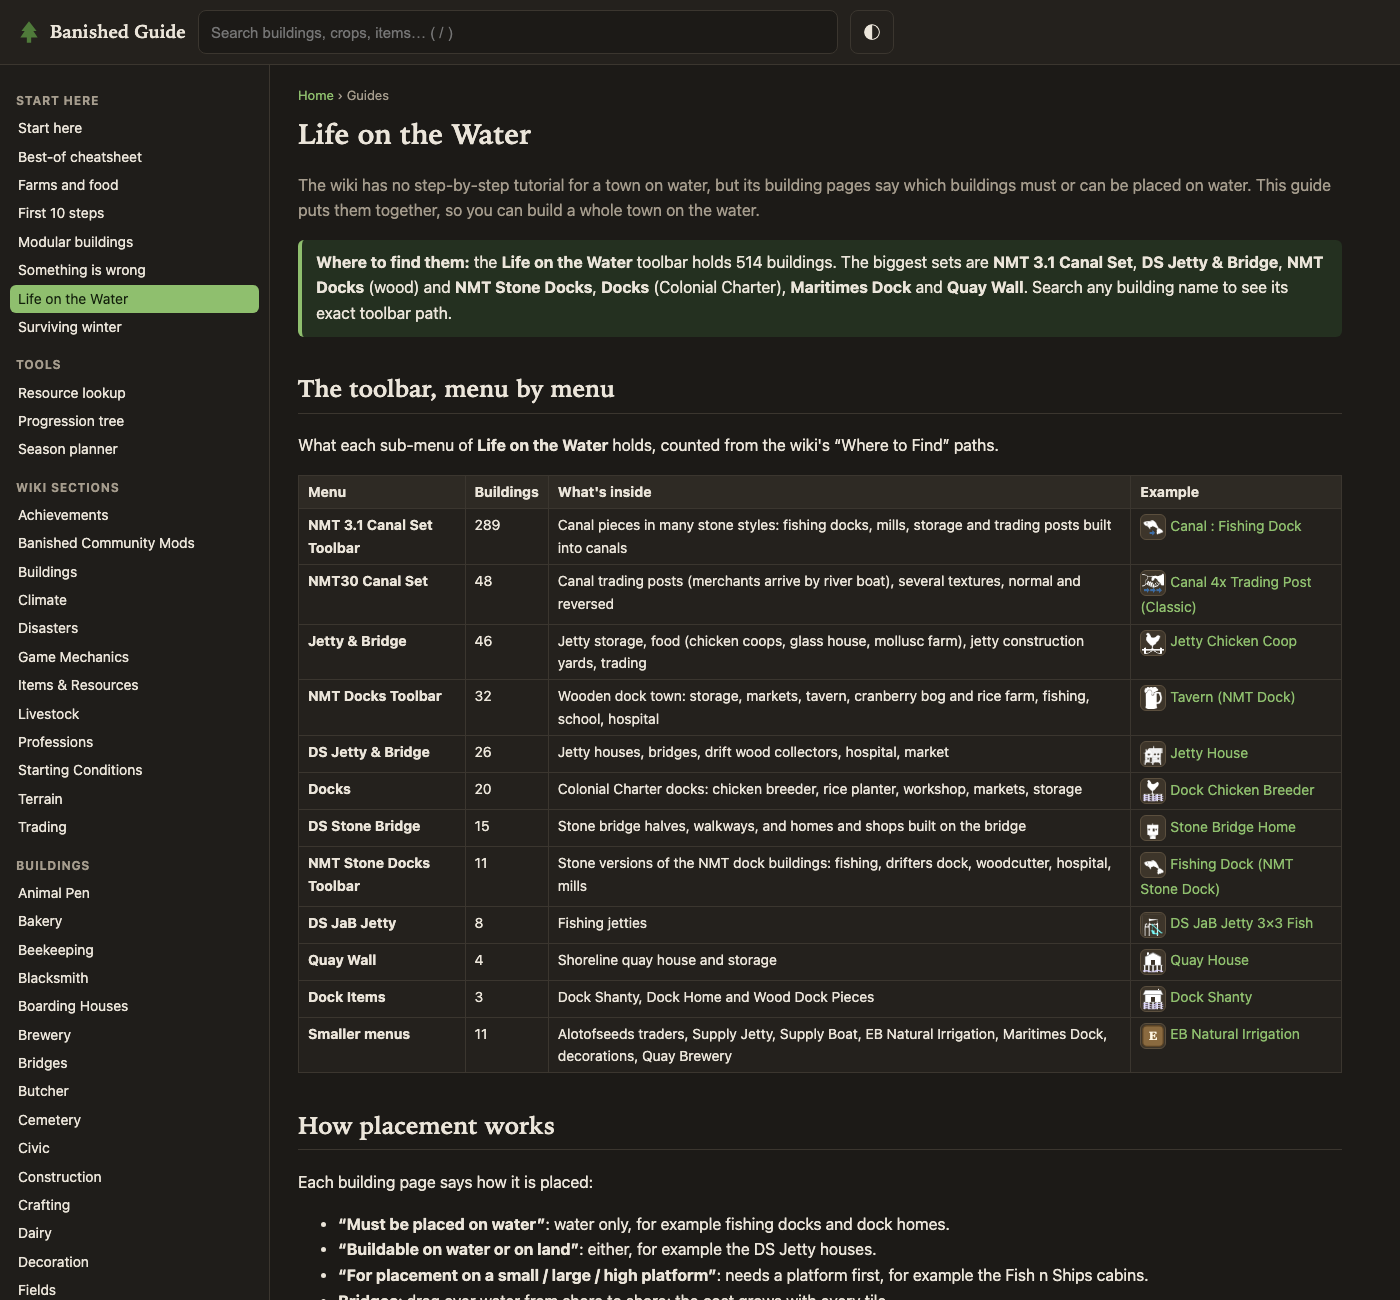 Banished Guide
Search buildings, crops, items… ( / )
START HERE
Start here
Best-of cheatsheet
Farms and food
First 10 steps
Modular buildings
Something is wrong
Life on the Water
Surviving winter
TOOLS
Resource lookup
Progression tree
Season planner
WIKI SECTIONS
Achievements
Banished Community Mods
Buildings
Climate
Disasters
Game Mechanics
Items & Resources
Livestock
Professions
Starting Conditions
Terrain
Trading
BUILDINGS
Animal Pen
Bakery
Beekeeping
Blacksmith
Boarding Houses
Brewery
Bridges
Butcher
Cemetery
Civic
Construction
Crafting
Dairy
Decoration
Fields
Home › Guides
Life on the Water
The wiki has no step-by-step tutorial for a town on water, but its building pages say which buildings must or can be placed on water. This guide
puts them together, so you can build a whole town on the water.
Where to find them: the Life on the Water toolbar holds 514 buildings. The biggest sets are NMT 3.1 Canal Set, DS Jetty & Bridge, NMT
Docks (wood) and NMT Stone Docks, Docks (Colonial Charter), Maritimes Dock and Quay Wall. Search any building name to see its
exact toolbar path.
The toolbar, menu by menu
What each sub-menu of Life on the Water holds, counted from the wiki's “Where to Find” paths.
Menu Buildings What's inside Example
NMT 3.1 Canal Set 289 Canal pieces in many stone styles: fishing docks, mills, storage and trading posts built Canal : Fishing Dock
Toolbar into canals
NMT30 Canal Set 48 Canal trading posts (merchants arrive by river boat), several textures, normal and Canal 4x Trading Post
reversed (Classic)
Jetty & Bridge 46 Jetty storage, food (chicken coops, glass house, mollusc farm), jetty construction Jetty Chicken Coop
yards, trading
NMT Docks Toolbar 32 Wooden dock town: storage, markets, tavern, cranberry bog and rice farm, fishing, Tavern (NMT Dock)
school, hospital
DS Jetty & Bridge 26 Jetty houses, bridges, drift wood collectors, hospital, market Jetty House
Docks 20 Colonial Charter docks: chicken breeder, rice planter, workshop, markets, storage Dock Chicken Breeder
DS Stone Bridge 15 Stone bridge halves, walkways, and homes and shops built on the bridge Stone Bridge Home
NMT Stone Docks 11 Stone versions of the NMT dock buildings: fishing, drifters dock, woodcutter, hospital, Fishing Dock (NMT
Toolbar mills Stone Dock)
DS JaB Jetty 8 Fishing jetties DS JaB Jetty 3×3 Fish
Quay Wall 4 Shoreline quay house and storage Quay House
Dock Items 3 Dock Shanty, Dock Home and Wood Dock Pieces Dock Shanty
Smaller menus 11 Alotofseeds traders, Supply Jetty, Supply Boat, EB Natural Irrigation, Maritimes Dock, E EB Natural Irrigation
decorations, Quay Brewery
How placement works
Each building page says how it is placed:
• “Must be placed on water”: water only, for example fishing docks and dock homes.
• “Buildable on water or on land”: either, for example the DS Jetty houses.
• “For placement on a small / large / high platform”: needs a platform first, for example the Fish n Ships cabins.
• Bridges: drag over water from shore to shore; the cost grows with every tile.